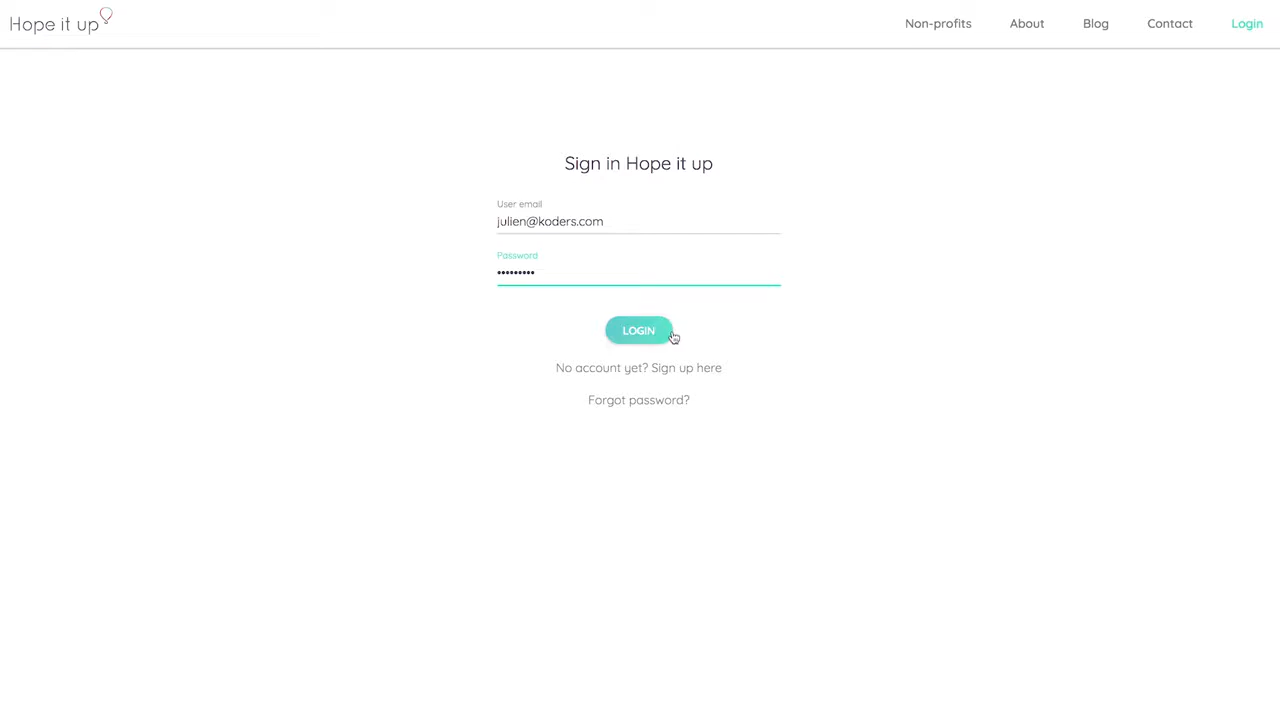 Hope it up
Non-profits
About
Blog
Contact
Login
Sign in Hope it up
User email
julien@koders.com
Password
•••••••••
LOGIN
No account yet? Sign up here
Forgot password?